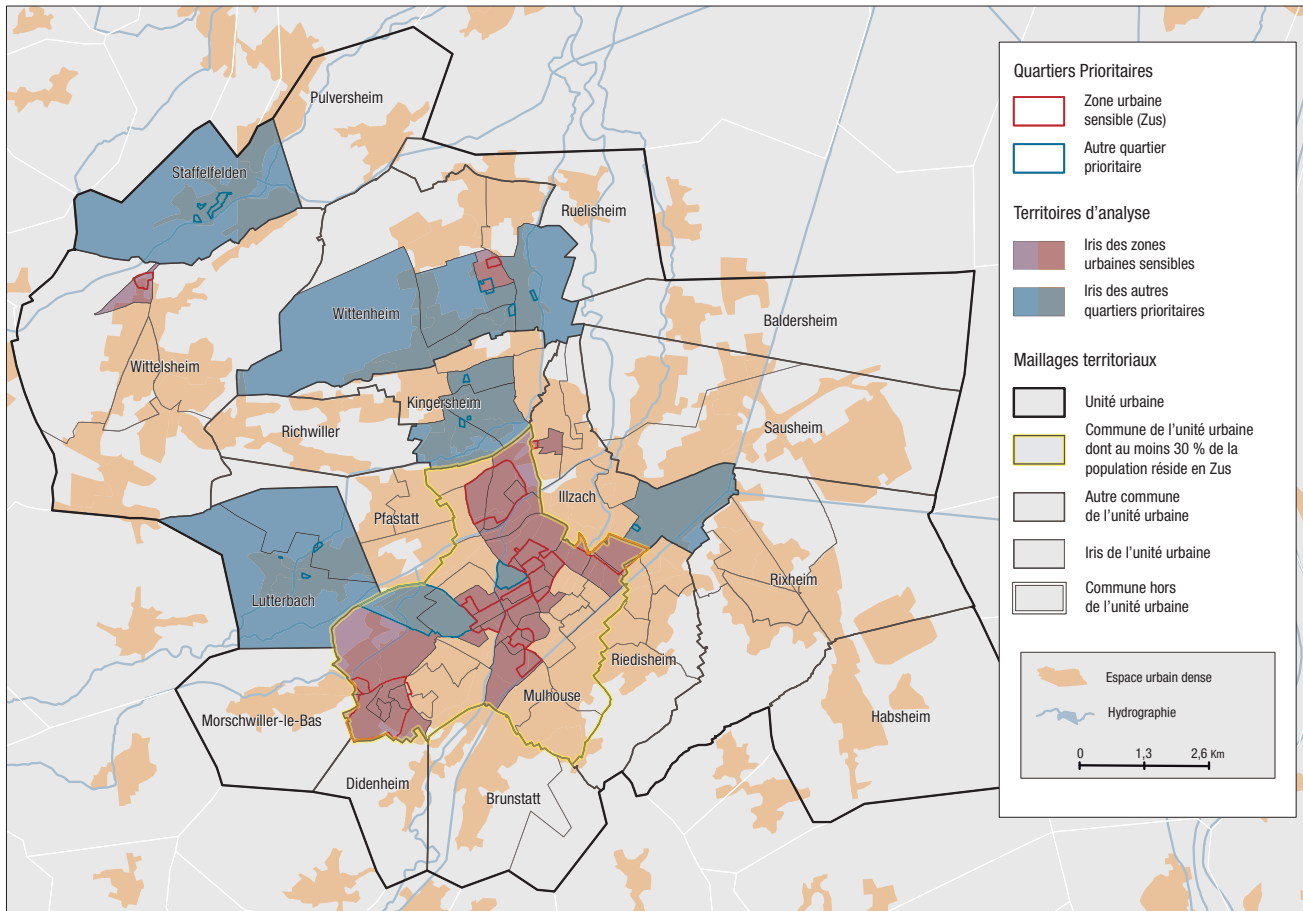 Pulversheim
Staffelfelden
Ruelisheim
Wittenheim
Baldersheim
Wittelsheim
Kingersheim
Richwiller
Sausheim
Illzach
Pfastatt
Rixheim
Lutterbach
Riedisheim
Mulhouse
Morschwiller-le-Bas
Habsheim
Didenheim
Brunstatt
Quartiers Prioritaires
Zone urbaine
sensible (Zus)
Autre quartier
prioritaire
Territoires d'analyse
Iris des zones
urbaines sensibles
Iris des autres
quartiers prioritaires
Maillages territoriaux
Unité urbaine
Commune de l'unité urbaine
dont au moins 30 % de la
population réside en Zus
Autre commune
de l'unité urbaine
Iris de l'unité urbaine
Commune hors
de l'unité urbaine
Espace urbain dense
Hydrographie
0 1,3 2,6 Km